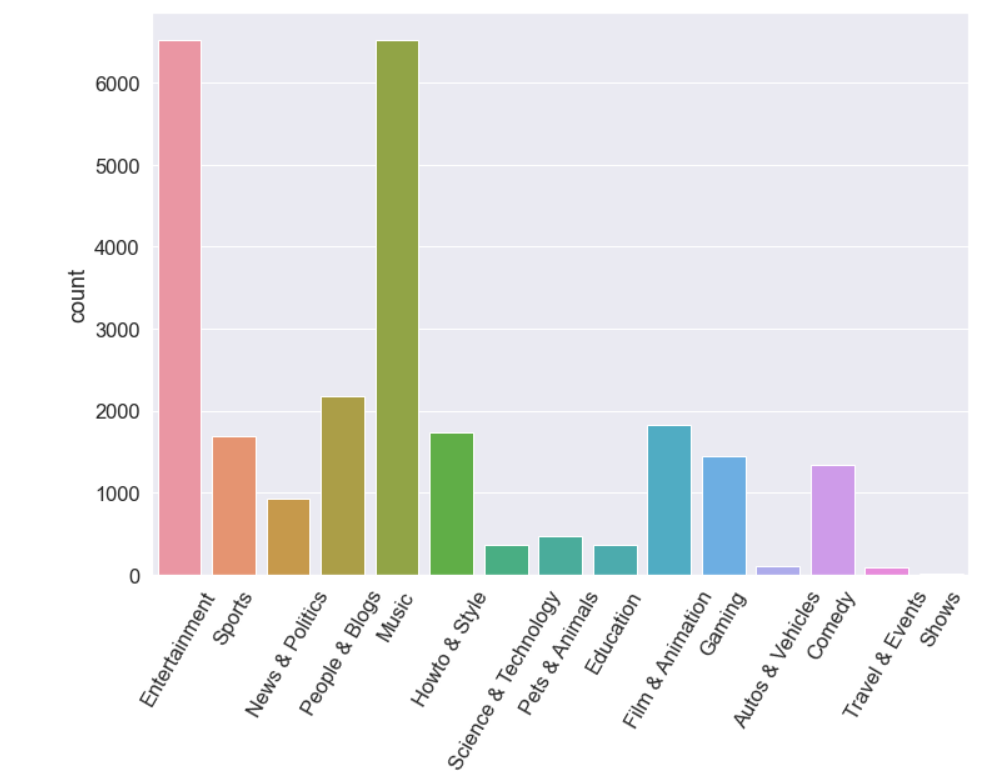 6000
5000
4000
3000
2000
1000
0
count
Entertainment
Sports
News & Politics
People & Blogs
Music
Howto & Style
Science & Technology
Pets & Animals
Education
Film & Animation
Gaming
Autos & Vehicles
Comedy
Travel & Events
Shows